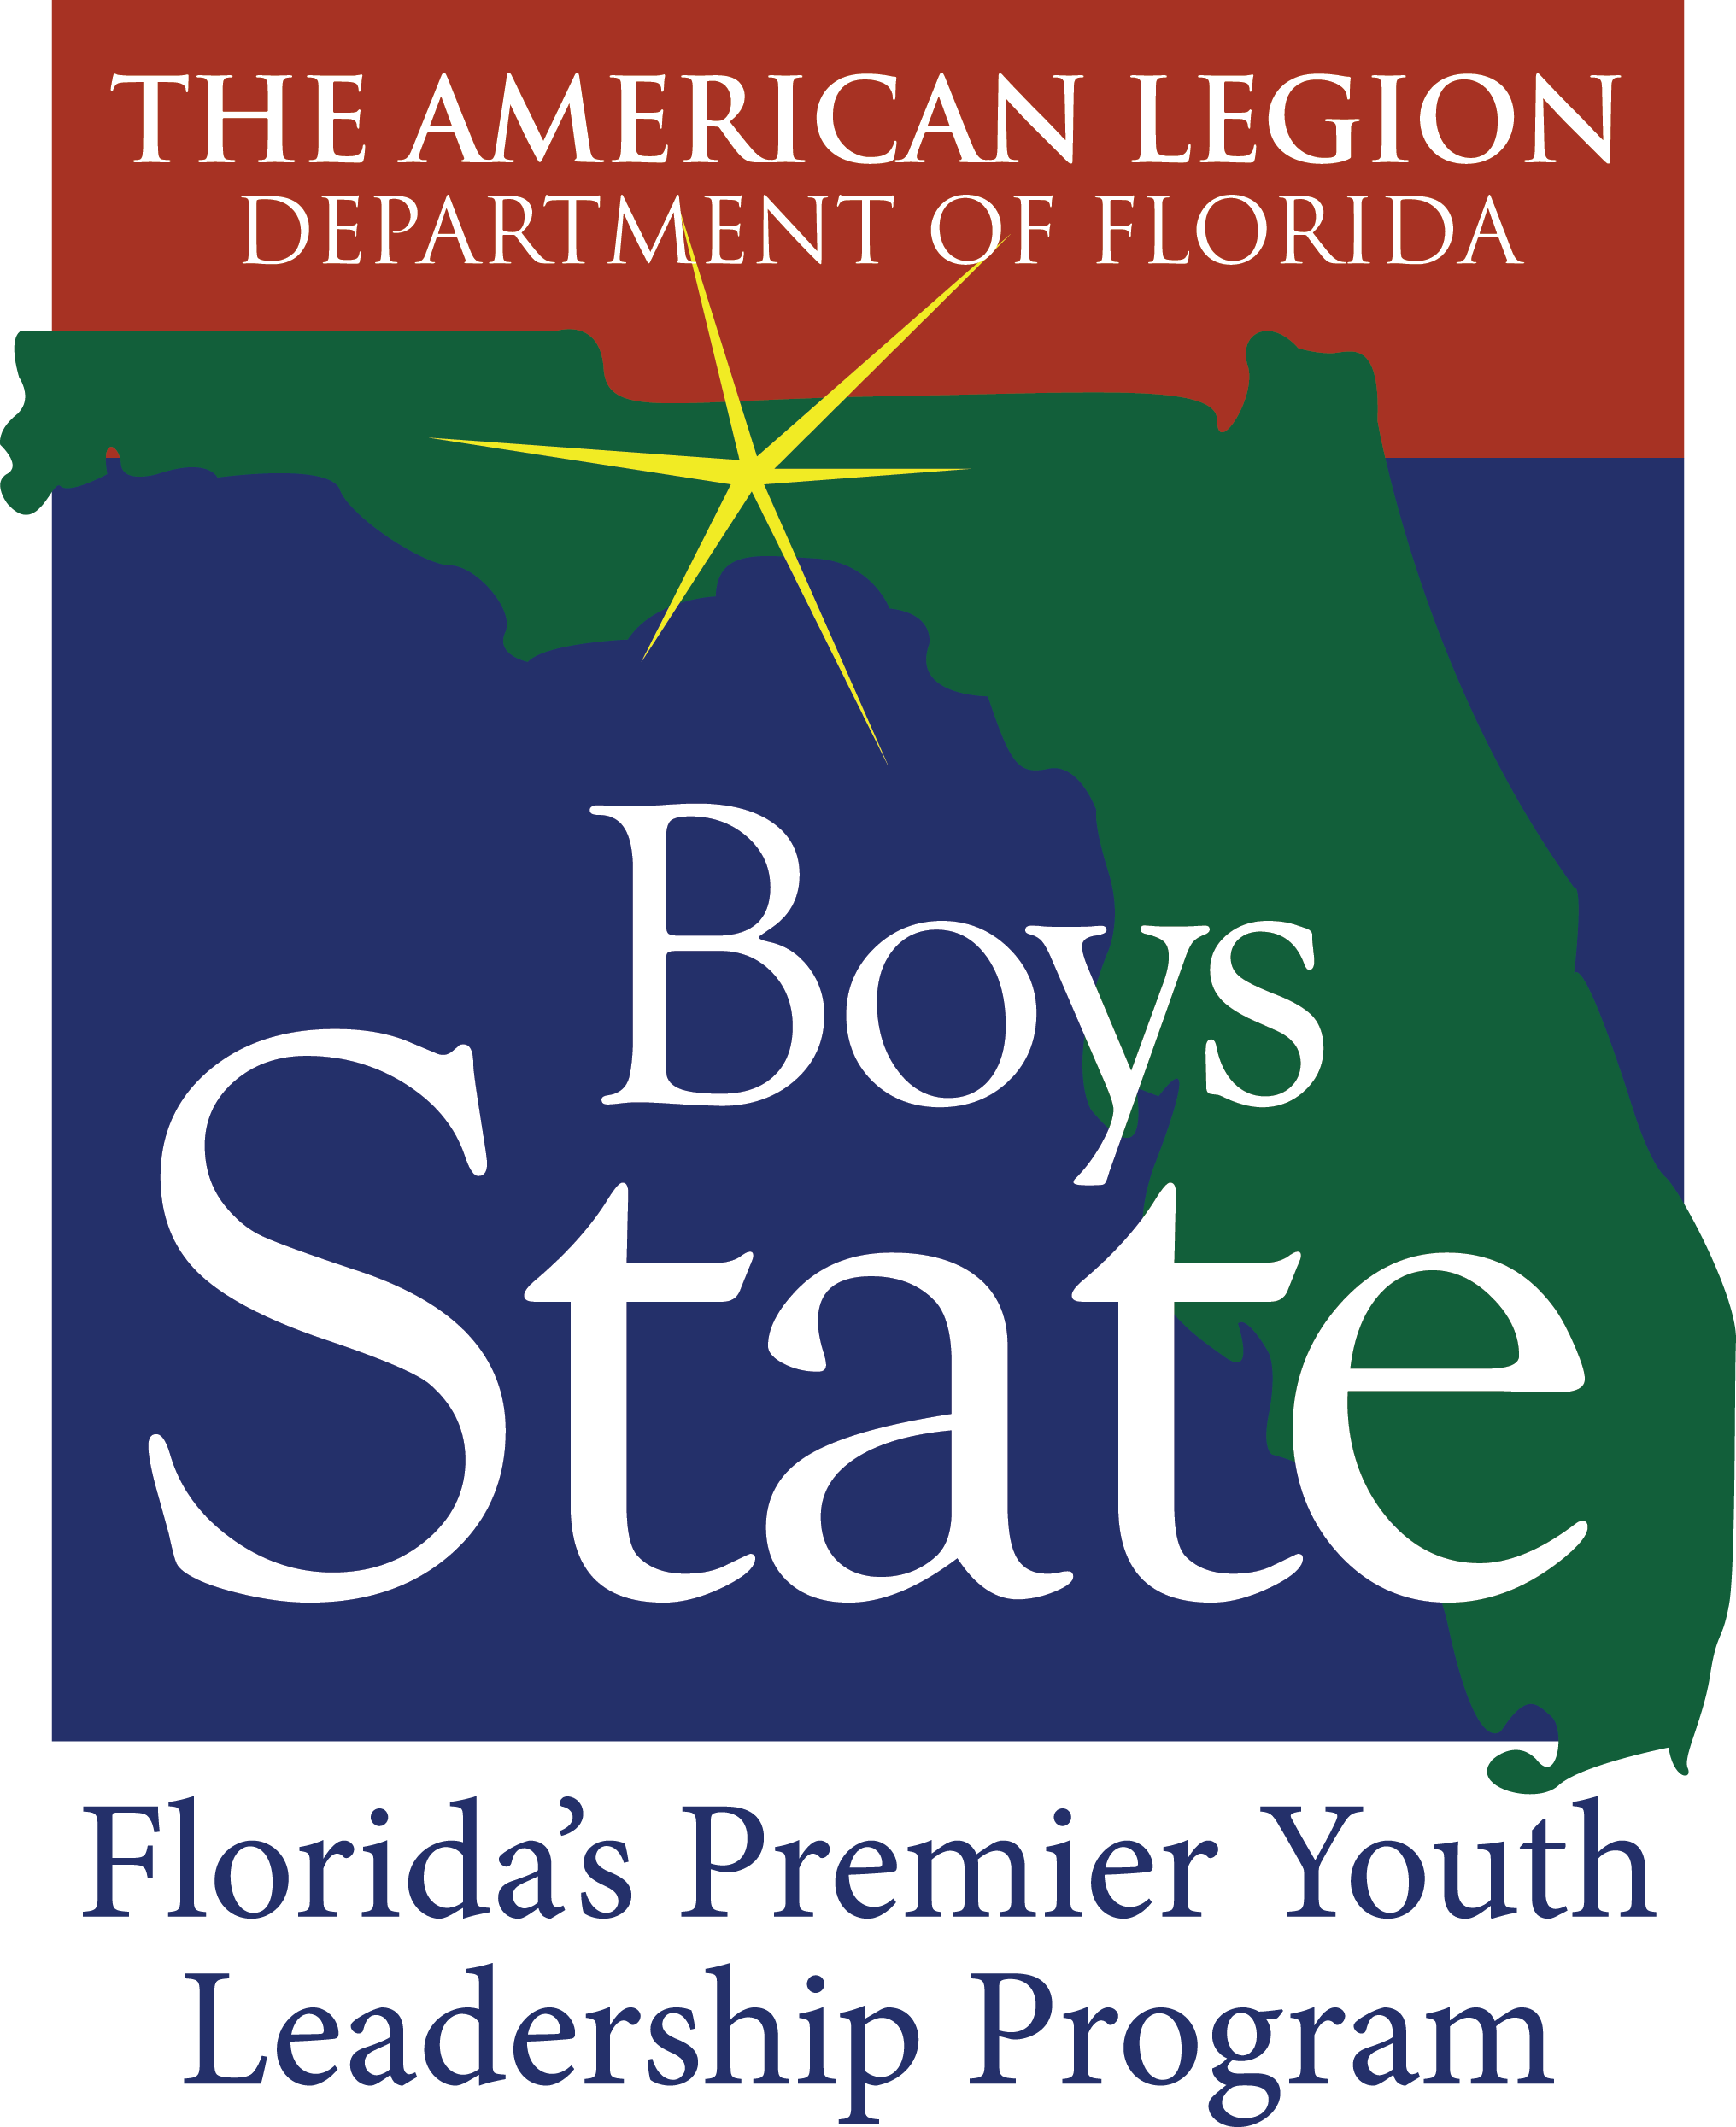 THE AMERICAN LEGION
DEPARTMENT OF FLORIDA
Boys
State
Florida's Premier Youth
Leadership Program